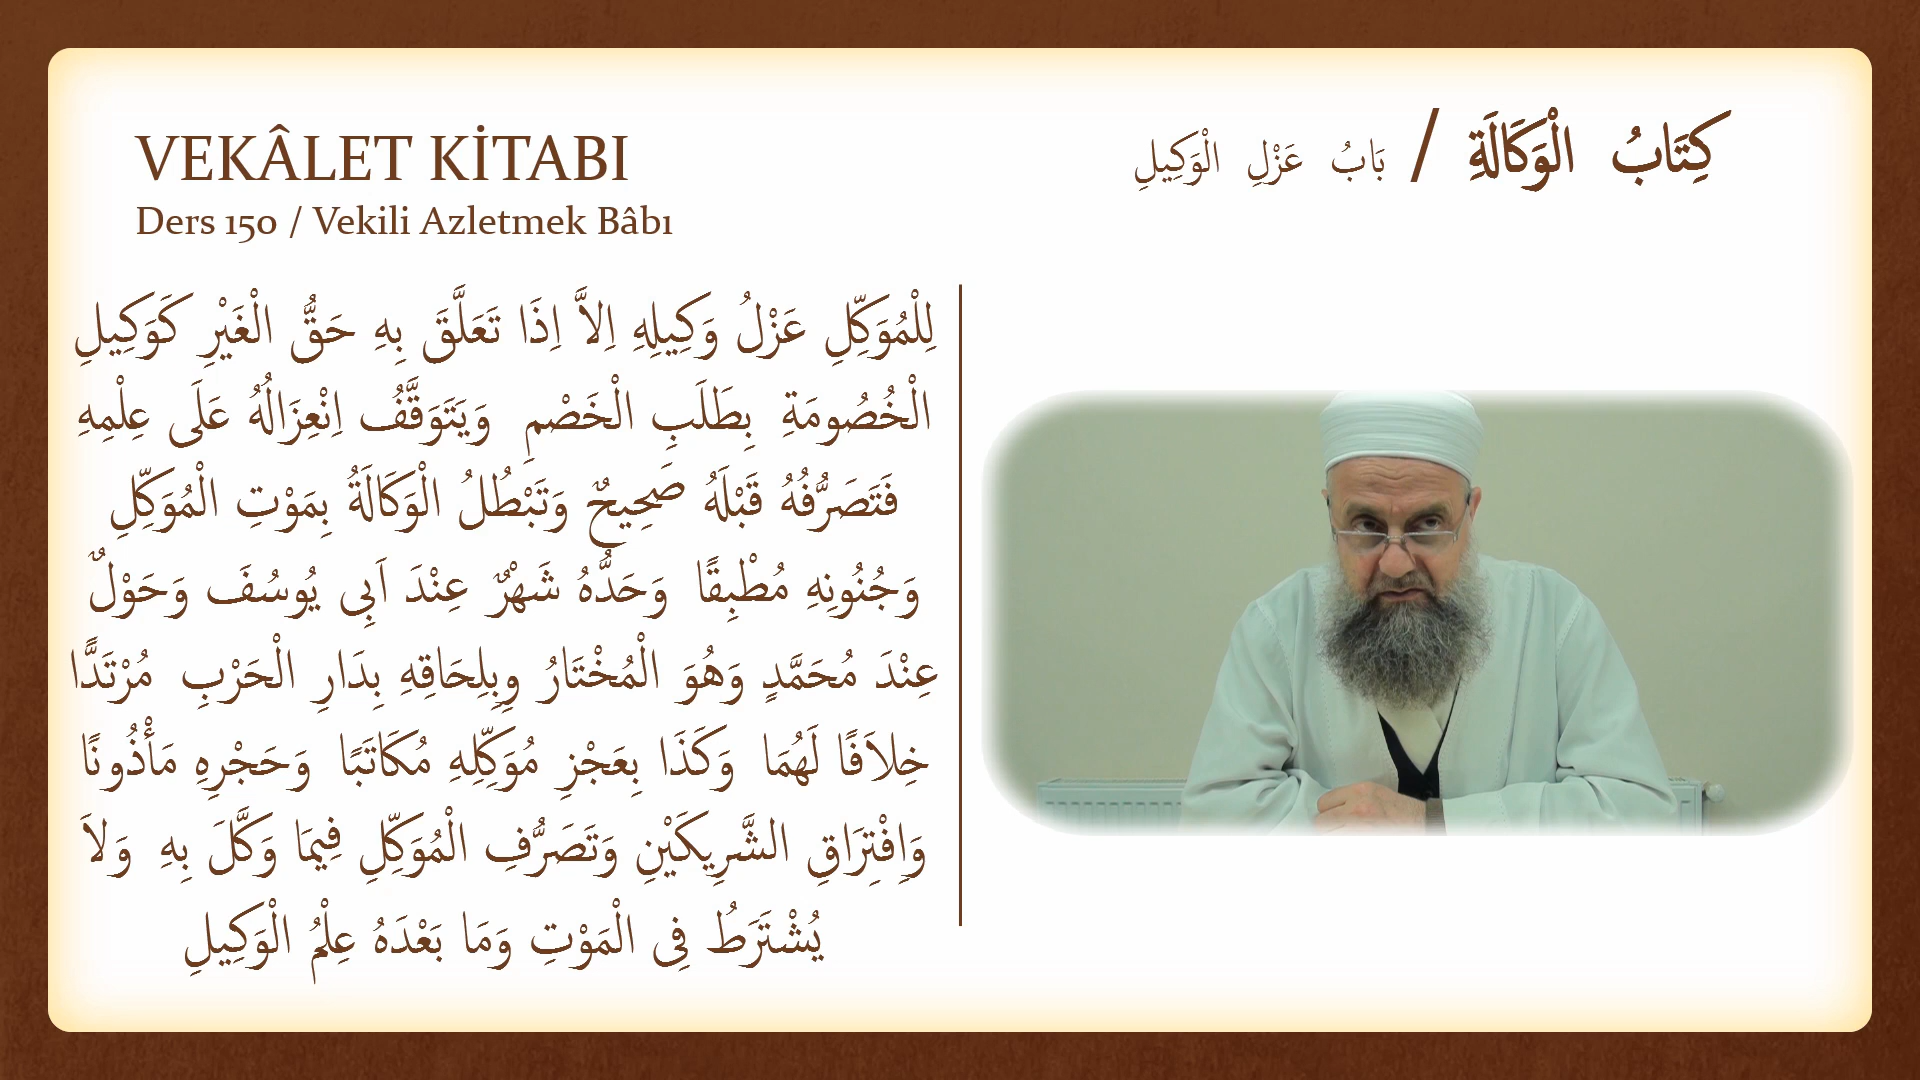 VEKÂLET KİTABI
Ders 150 / Vekili Azletmek Bâbı
كِتَابُ الْوَكَالَةِ / بَابُ عَزْلِ الْوَكِيلِ
لِلْمُوَكِّلِ عَزْلُ وَكِيلِهِ اِلاَّ اِذَا تَعَلَّقَ بِهِ حَقُّ الْغَيْرِ كَوَكِيلِ
الْخُصُومَةِ بِطَلَبِ الْخَصْمِ وَيَتَوَقَّفُ اِنْعِزَالُهُ عَلَى عِلْمِهِ
فَتَصَرُّفُهُ قَبْلَهُ صَحِيحٌ وَتَبْطُلُ الْوَكَالَةُ بِمَوْتِ الْمُوَكِّلِ
وَجُنُونِهِ مُطْبِقًا وَحَدُّهُ شَهْرٌ عِنْدَ اَبِى يُوسُفَ وَحَوْلٌ
عِنْدَ مُحَمَّدٍ وَهُوَ الْمُخْتَارُ وِبِلِحَاقِهِ بِدَارِ الْحَرْبِ مُرْتَدًّا
خِلاَفًا لَهُمَا وَكَذَا بِعَجْزِ مُوَكِّلِهِ مُكَاتَبًا وَحَجْرِهِ مَأْذُونًا
وَاِفْتِرَاقِ الشَّرِيكَيْنِ وَتَصَرُّفِ الْمُوَكِّلِ فِيمَا وَكَّلَ بِهِ وَلاَ
يُشْتَرَطُ فِى الْمَوْتِ وَمَا بَعْدَهُ عِلْمُ الْوَكِيلِ